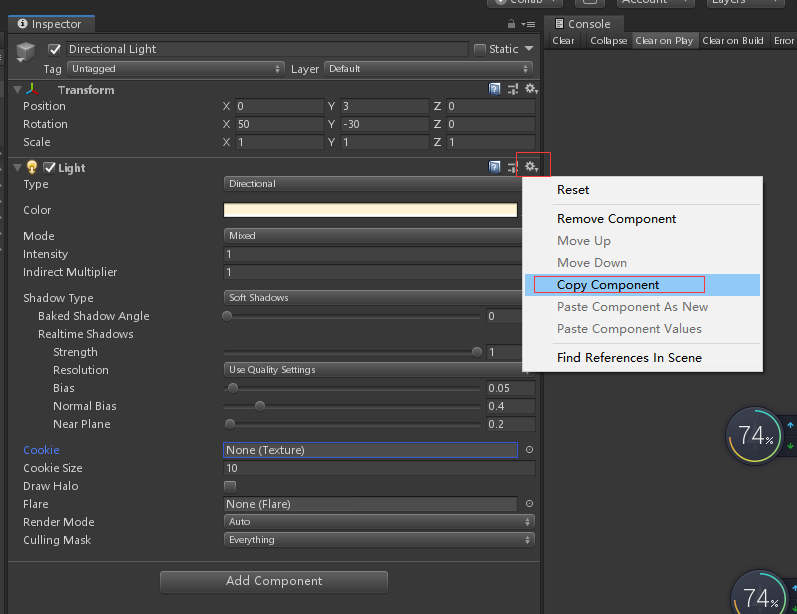 Collab Account Layers
Inspector
Console
Clear Collapse Clear on Play Clear on Build Error
Directional Light Static
Tag Untagged Layer Default
Transform
Position X 0 Y 3 Z 0
Rotation X 50 Y -30 Z 0
Scale X 1 Y 1 Z 1
Light
Type Directional
Color
Mode Mixed
Intensity 1
Indirect Multiplier 1
Shadow Type Soft Shadows
Baked Shadow Angle 0
Realtime Shadows
Strength 1
Resolution Use Quality Settings
Bias 0.05
Normal Bias 0.4
Near Plane 0.2
Cookie None (Texture)
Cookie Size 10
Draw Halo
Flare None (Flare)
Render Mode Auto
Culling Mask Everything
Add Component
Reset
Remove Component
Move Up
Move Down
Copy Component
Paste Component As New
Paste Component Values
Find References In Scene
74%
74%